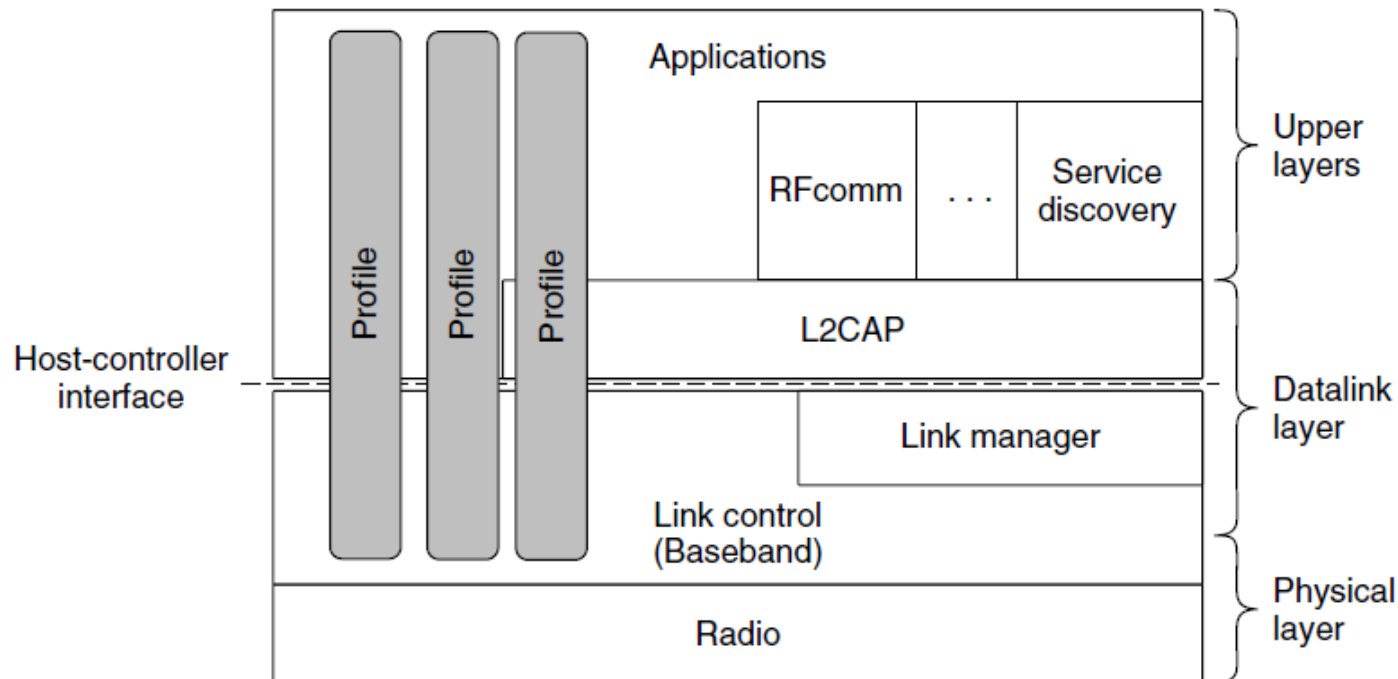 Applications
Upper
layers
RFcomm
. . .
Service
discovery
Profile
Profile
Profile
L2CAP
Host-controller
interface
Datalink
layer
Link manager
Link control
(Baseband)
Physical
layer
Radio